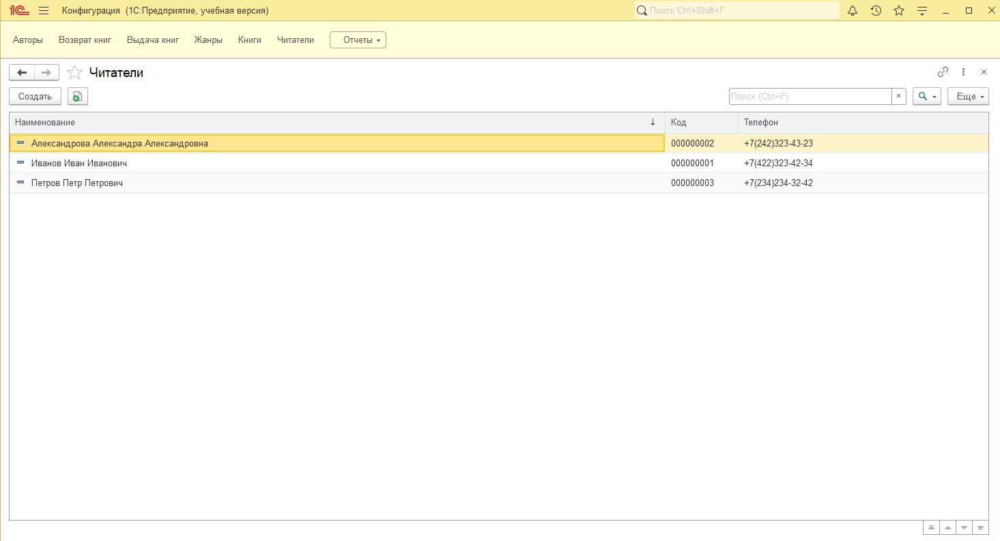 1С Конфигурация (1С:Предприятие, учебная версия) Поиск Ctrl+Shift+F
Авторы Возврат книг Выдача книг Жанры Книги Читатели Отчеты
Читатели
Создать Поиск (Ctrl+F) × Еще
Наименование ↓ Код Телефон
Александрова Александра Александровна 000000002 +7(242)323-43-23
Иванов Иван Иванович 000000001 +7(422)323-42-34
Петров Петр Петрович 000000003 +7(234)234-32-42